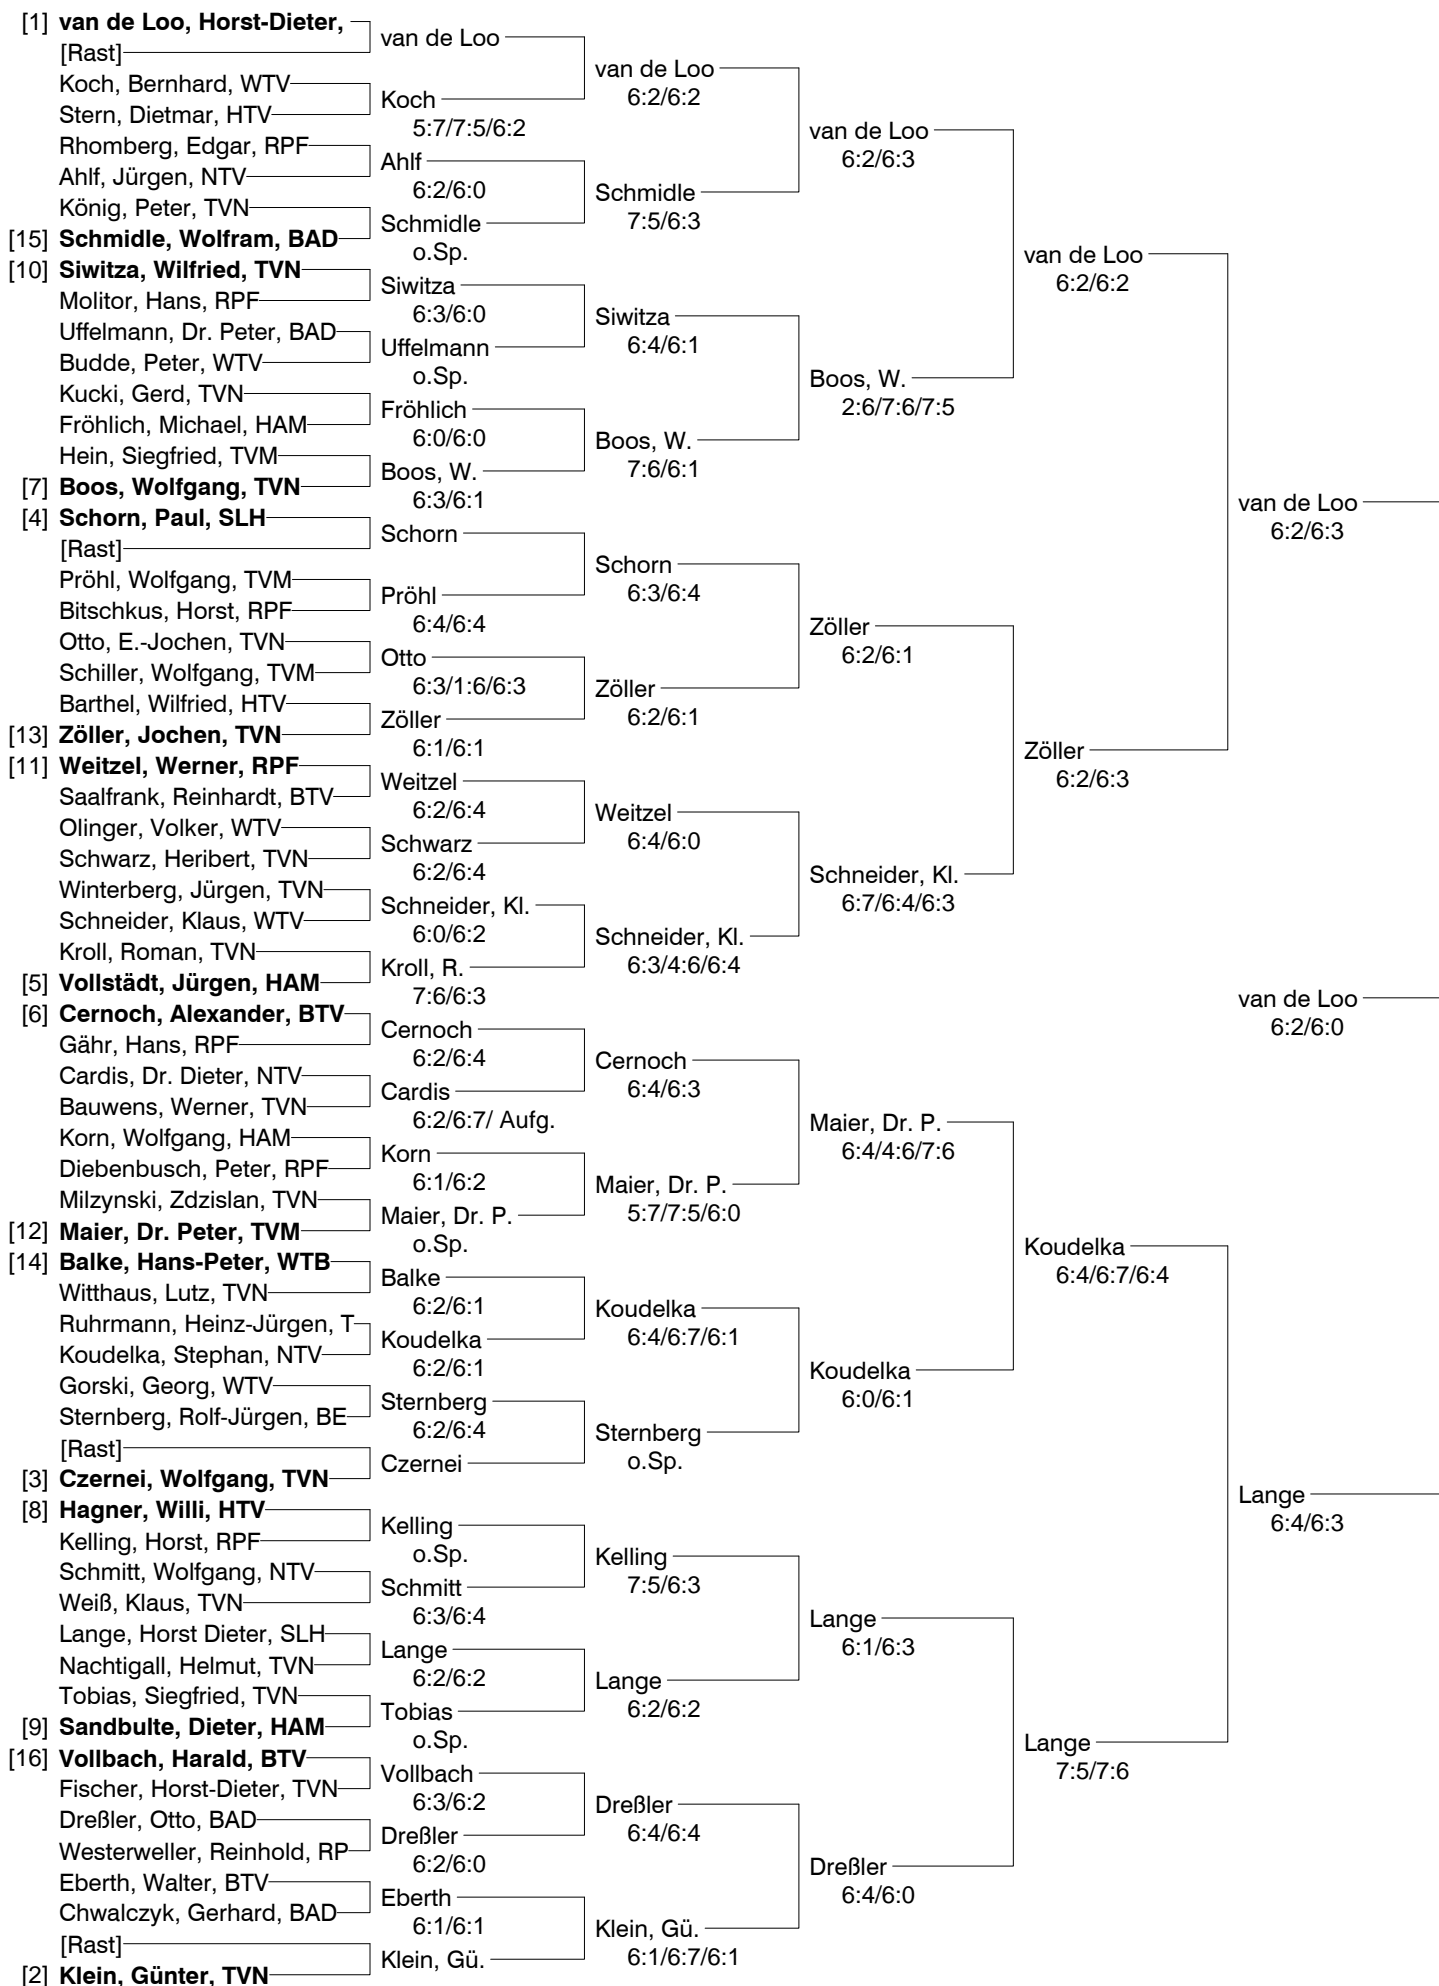 [1] van de Loo, Horst-Dieter,
[Rast]
Koch, Bernhard, WTV
Stern, Dietmar, HTV
Rhomberg, Edgar, RPF
Ahlf, Jürgen, NTV
König, Peter, TVN
[15] Schmidle, Wolfram, BAD
[10] Siwitza, Wilfried, TVN
Molitor, Hans, RPF
Uffelmann, Dr. Peter, BAD
Budde, Peter, WTV
Kucki, Gerd, TVN
Fröhlich, Michael, HAM
Hein, Siegfried, TVM
[7] Boos, Wolfgang, TVN
[4] Schorn, Paul, SLH
[Rast]
Pröhl, Wolfgang, TVM
Bitschkus, Horst, RPF
Otto, E.-Jochen, TVN
Schiller, Wolfgang, TVM
Barthel, Wilfried, HTV
[13] Zöller, Jochen, TVN
[11] Weitzel, Werner, RPF
Saalfrank, Reinhardt, BTV
Olinger, Volker, WTV
Schwarz, Heribert, TVN
Winterberg, Jürgen, TVN
Schneider, Klaus, WTV
Kroll, Roman, TVN
[5] Vollstädt, Jürgen, HAM
[6] Cernoch, Alexander, BTV
Gähr, Hans, RPF
Cardis, Dr. Dieter, NTV
Bauwens, Werner, TVN
Korn, Wolfgang, HAM
Diebenbusch, Peter, RPF
Milzynski, Zdzislan, TVN
[12] Maier, Dr. Peter, TVM
[14] Balke, Hans-Peter, WTB
Witthaus, Lutz, TVN
Ruhrmann, Heinz-Jürgen, T
Koudelka, Stephan, NTV
Gorski, Georg, WTV
Sternberg, Rolf-Jürgen, BE
[Rast]
[3] Czernei, Wolfgang, TVN
[8] Hagner, Willi, HTV
Kelling, Horst, RPF
Schmitt, Wolfgang, NTV
Weiß, Klaus, TVN
Lange, Horst Dieter, SLH
Nachtigall, Helmut, TVN
Tobias, Siegfried, TVN
[9] Sandbulte, Dieter, HAM
[16] Vollbach, Harald, BTV
Fischer, Horst-Dieter, TVN
Dreßler, Otto, BAD
Westerweller, Reinhold, RP
Eberth, Walter, BTV
Chwalczyk, Gerhard, BAD
[Rast]
[2] Klein, Günter, TVN
van de Loo
Koch
5:7/7:5/6:2
Ahlf
6:2/6:0
Schmidle
o.Sp.
Siwitza
6:3/6:0
Uffelmann
o.Sp.
Fröhlich
6:0/6:0
Boos, W.
6:3/6:1
Schorn
Pröhl
6:4/6:4
Otto
6:3/1:6/6:3
Zöller
6:1/6:1
Weitzel
6:2/6:4
Schwarz
6:2/6:4
Schneider, Kl.
6:0/6:2
Kroll, R.
7:6/6:3
Cernoch
6:2/6:4
Cardis
6:2/6:7/ Aufg.
Korn
6:1/6:2
Maier, Dr. P.
o.Sp.
Balke
6:2/6:1
Koudelka
6:2/6:1
Sternberg
6:2/6:4
Czernei
Kelling
o.Sp.
Schmitt
6:3/6:4
Lange
6:2/6:2
Tobias
o.Sp.
Vollbach
6:3/6:2
Dreßler
6:2/6:0
Eberth
6:1/6:1
Klein, Gü.
van de Loo
6:2/6:2
Schmidle
7:5/6:3
Siwitza
6:4/6:1
Boos, W.
7:6/6:1
Schorn
6:3/6:4
Zöller
6:2/6:1
Weitzel
6:4/6:0
Schneider, Kl.
6:3/4:6/6:4
Cernoch
6:4/6:3
Maier, Dr. P.
5:7/7:5/6:0
Koudelka
6:4/6:7/6:1
Sternberg
o.Sp.
Kelling
7:5/6:3
Lange
6:2/6:2
Dreßler
6:4/6:4
Klein, Gü.
6:1/6:7/6:1
van de Loo
6:2/6:3
Boos, W.
2:6/7:6/7:5
Zöller
6:2/6:1
Schneider, Kl.
6:7/6:4/6:3
Maier, Dr. P.
6:4/4:6/7:6
Koudelka
6:0/6:1
Lange
6:1/6:3
Dreßler
6:4/6:0
van de Loo
6:2/6:2
Zöller
6:2/6:3
Koudelka
6:4/6:7/6:4
Lange
7:5/7:6
van de Loo
6:2/6:3
van de Loo
6:2/6:0
Lange
6:4/6:3